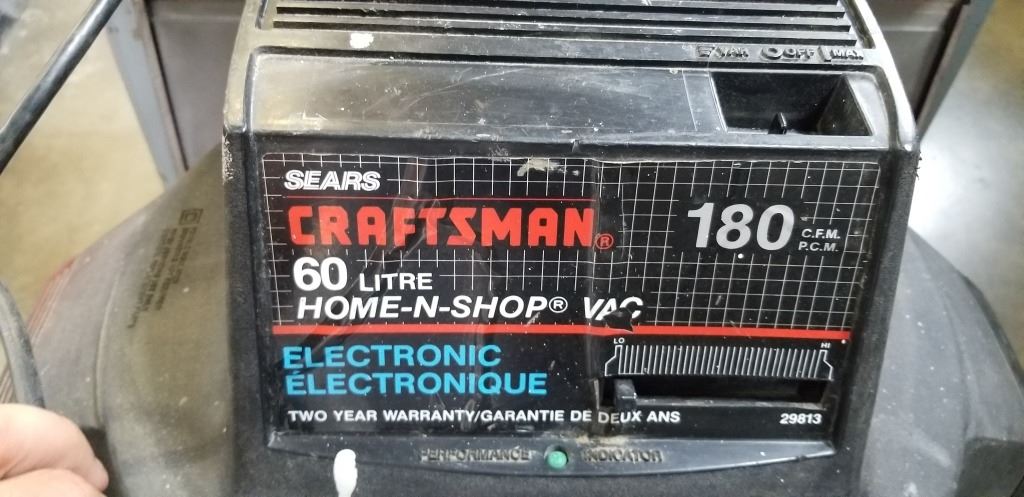 VAR OFF MAX
SEARS
CRAFTSMAN®
180 C.F.M.
P.C.M.
60 LITRE
HOME-N-SHOP® VAC
LO HI
ELECTRONIC
ÉLECTRONIQUE
TWO YEAR WARRANTY/GARANTIE DE DEUX ANS 29813
PERFORMANCE INDICATOR